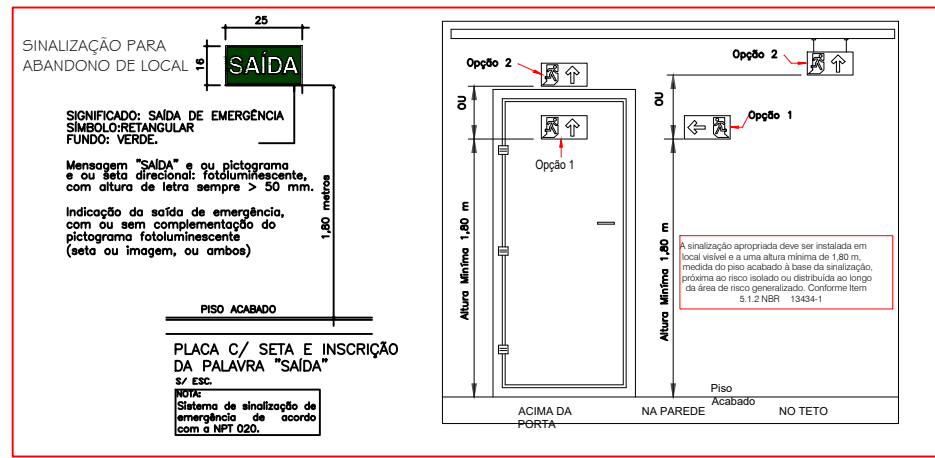 SINALIZAÇÃO PARA
ABANDONO DE LOCAL
25
16
SAÍDA
SIGNIFICADO: SAÍDA DE EMERGÊNCIA
SÍMBOLO:RETANGULAR
FUNDO: VERDE.
Mensagem "SAÍDA" e ou pictograma
e ou seta direcional: fotoluminescente,
com altura de letra sempre > 50 mm.
Indicação da saída de emergência,
com ou sem complementação do
pictograma fotoluminescente
(seta ou imagem, ou ambos)
1,80 metros
PISO ACABADO
PLACA C/ SETA E INSCRIÇÃO
DA PALAVRA "SAÍDA"
S/ ESC.
NOTA:
Sistema de sinalização de
emergência de acordo
com a NPT 020.
Opção 2
OU
Opção 1
Altura Miníma 1,80 m
ACIMA DA
PORTA
Opção 2
OU
Opção 1
Altura Miníma 1,80 m
A sinalização apropriada deve ser instalada em
local visível e a uma altura mínima de 1,80 m,
medida do piso acabado à base da sinalização,
próxima ao risco isolado ou distribuída ao longo
da área de risco generalizado. Conforme Item
5.1.2 NBR 13434-1
Piso
Acabado
NA PAREDE
NO TETO